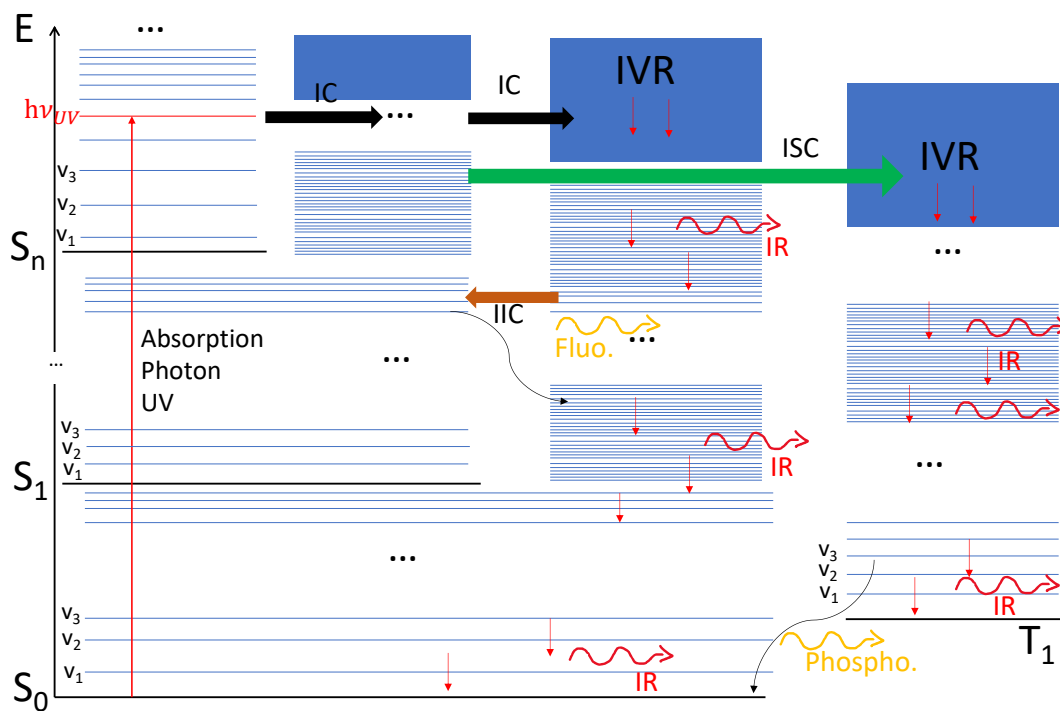 E
...
hν_UV
v₃
v₂
v₁
Sₙ
IC
...
IC
IVR
ISC
IVR
IR
...
IIC
Fluo.
...
Absorption
Photon
UV
...
...
IR
v₃
v₂
v₁
S₁
IR
...
...
v₃
v₂
v₁
IR
T₁
v₃
v₂
v₁
S₀
IR
Phospho.